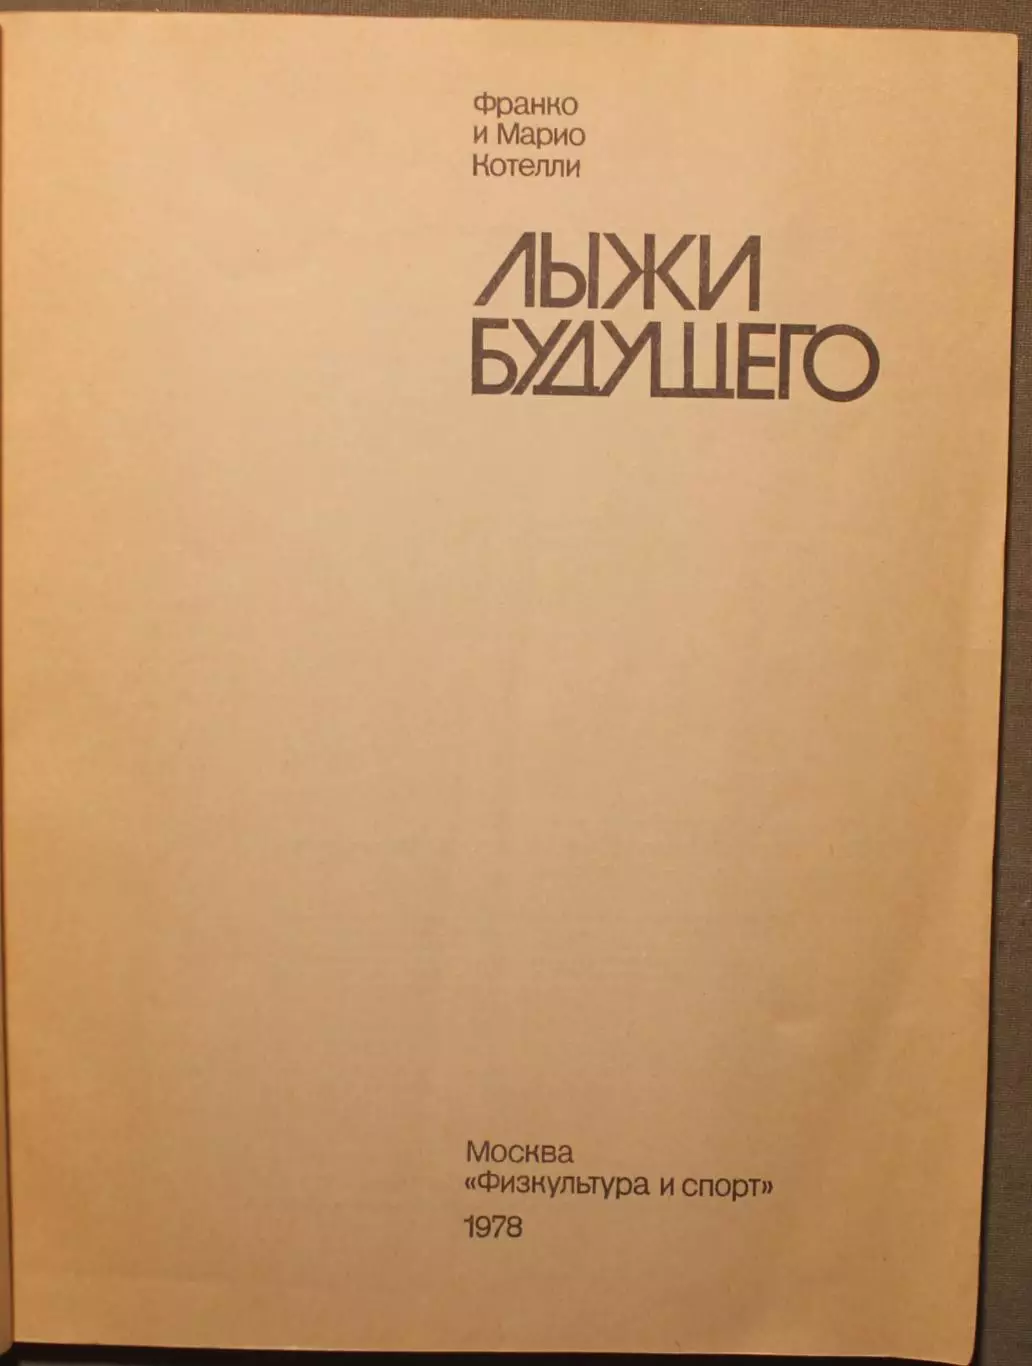 Франко
и Марио
Котелли
ЛЫЖИ
БУДУЩЕГО
Москва
«Физкультура и спорт»
1978